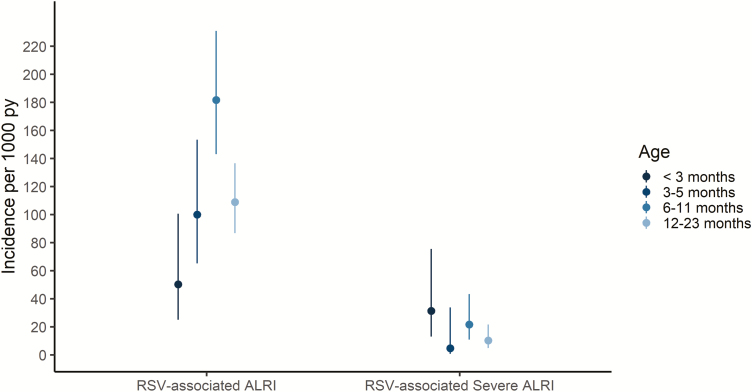 Incidence per 1000 py
220
200
180
160
140
120
100
80
60
40
20
0
RSV-associated ALRI
RSV-associated Severe ALRI
Age
< 3 months
3-5 months
6-11 months
12-23 months